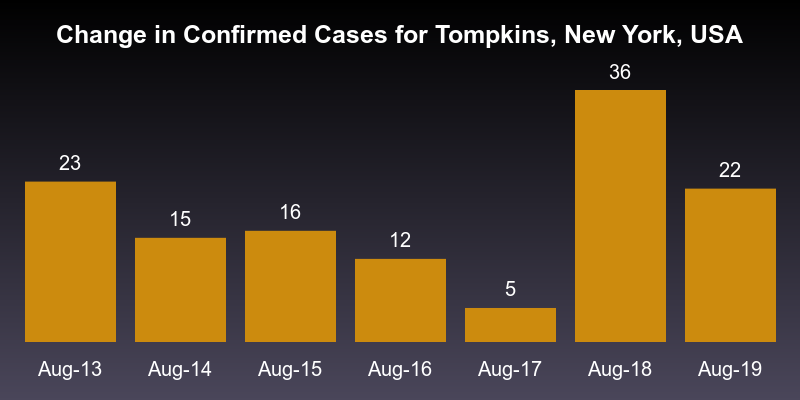 Change in Confirmed Cases for Tompkins, New York, USA
23
15
16
12
5
36
22
Aug-13
Aug-14
Aug-15
Aug-16
Aug-17
Aug-18
Aug-19